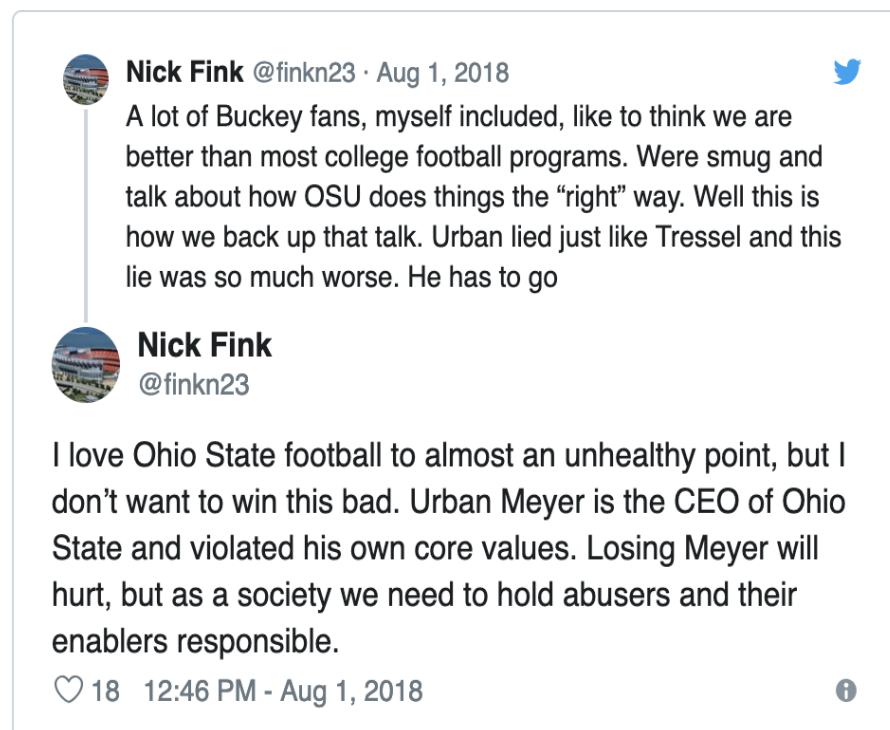 Nick Fink @finkn23 · Aug 1, 2018
A lot of Buckey fans, myself included, like to think we are
better than most college football programs. Were smug and
talk about how OSU does things the “right” way. Well this is
how we back up that talk. Urban lied just like Tressel and this
lie was so much worse. He has to go
Nick Fink
@finkn23
I love Ohio State football to almost an unhealthy point, but I
don’t want to win this bad. Urban Meyer is the CEO of Ohio
State and violated his own core values. Losing Meyer will
hurt, but as a society we need to hold abusers and their
enablers responsible.
18 12:46 PM - Aug 1, 2018